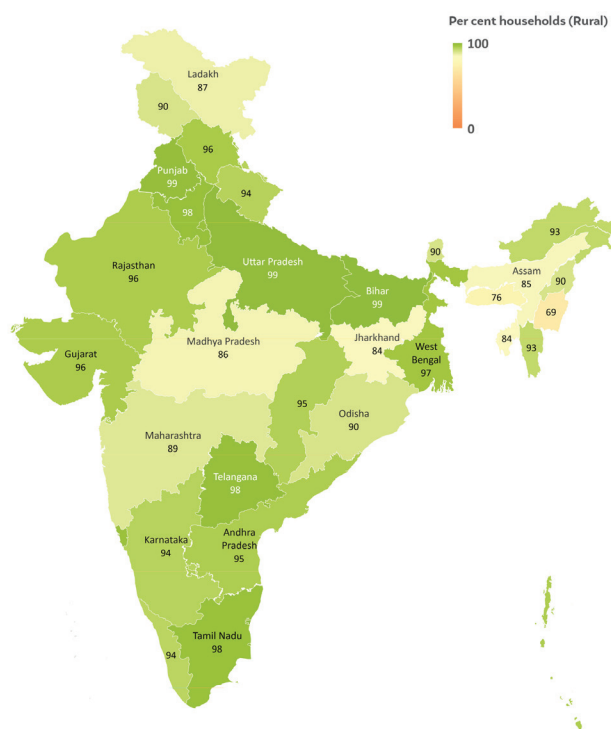 Per cent households (Rural)
100
0
Ladakh
87
90
96
Punjab
99
94
98
93
90
Uttar Pradesh
99
Rajasthan
96
Assam
85
90
Bihar
99
76
69
Madhya Pradesh
86
Jharkhand
84
84
West
Bengal
97
93
Gujarat
96
95
Odisha
90
Maharashtra
89
Telangana
98
Karnataka
94
Andhra
Pradesh
95
Tamil Nadu
98
94